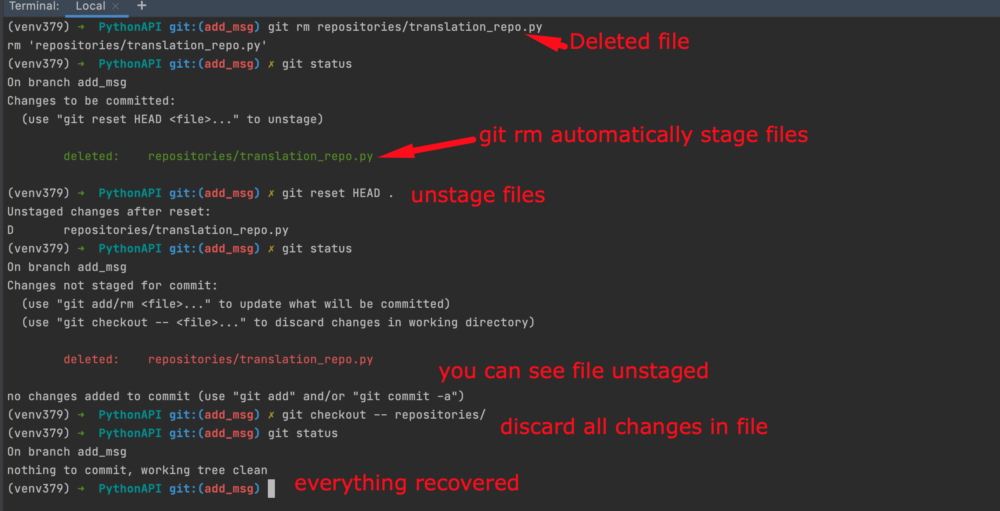 Terminal: Local × +
(venv379) → PythonAPI git:(add_msg) git rm repositories/translation_repo.py
Deleted file
rm 'repositories/translation_repo.py'
(venv379) → PythonAPI git:(add_msg) ✗ git status
On branch add_msg
Changes to be committed:
  (use "git reset HEAD <file>..." to unstage)
git rm automatically stage files
        deleted:    repositories/translation_repo.py
(venv379) → PythonAPI git:(add_msg) ✗ git reset HEAD .
unstage files
Unstaged changes after reset:
D       repositories/translation_repo.py
(venv379) → PythonAPI git:(add_msg) ✗ git status
On branch add_msg
Changes not staged for commit:
  (use "git add/rm <file>..." to update what will be committed)
  (use "git checkout -- <file>..." to discard changes in working directory)
        deleted:    repositories/translation_repo.py
you can see file unstaged
no changes added to commit (use "git add" and/or "git commit -a")
(venv379) → PythonAPI git:(add_msg) ✗ git checkout -- repositories/
discard all changes in file
(venv379) → PythonAPI git:(add_msg) git status
On branch add_msg
nothing to commit, working tree clean
everything recovered
(venv379) → PythonAPI git:(add_msg)